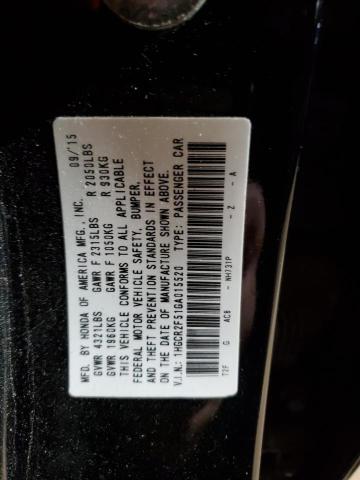 MFD. BY HONDA OF AMERICA MFG., INC. 09/'15
GVWR 4321LBS GAWR F 2315LBS R 2050LBS
GVWR 1960KG GAWR F 1050KG R 930KG
THIS VEHICLE CONFORMS TO ALL APPLICABLE
FEDERAL MOTOR VEHICLE SAFETY, BUMPER,
AND THEFT PREVENTION STANDARDS IN EFFECT
ON THE DATE OF MANUFACTURE SHOWN ABOVE.
V.I.N.: 1HGCR2F51GA015520 TYPE: PASSENGER CAR
T2F G AC8 NH731P - Z - A